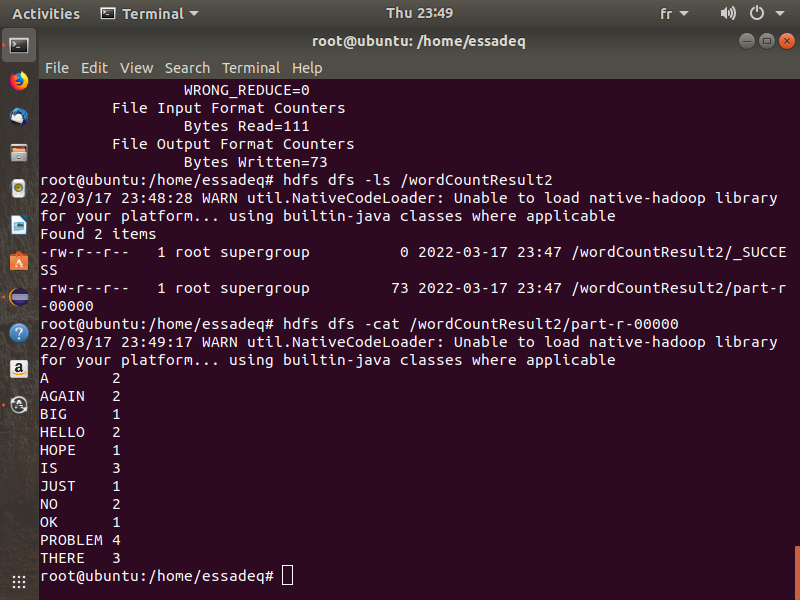 Activities Terminal Thu 23:49 fr
root@ubuntu: /home/essadeq
File Edit View Search Terminal Help
WRONG_REDUCE=0
File Input Format Counters
Bytes Read=111
File Output Format Counters
Bytes Written=73
root@ubuntu:/home/essadeq# hdfs dfs -ls /wordCountResult2
22/03/17 23:48:28 WARN util.NativeCodeLoader: Unable to load native-hadoop library
for your platform... using builtin-java classes where applicable
Found 2 items
-rw-r--r--   1 root supergroup          0 2022-03-17 23:47 /wordCountResult2/_SUCCE
SS
-rw-r--r--   1 root supergroup         73 2022-03-17 23:47 /wordCountResult2/part-r
-00000
root@ubuntu:/home/essadeq# hdfs dfs -cat /wordCountResult2/part-r-00000
22/03/17 23:49:17 WARN util.NativeCodeLoader: Unable to load native-hadoop library
for your platform... using builtin-java classes where applicable
A 2
AGAIN 2
BIG 1
HELLO 2
HOPE 1
IS 3
JUST 1
NO 2
OK 1
PROBLEM 4
THERE 3
root@ubuntu:/home/essadeq#